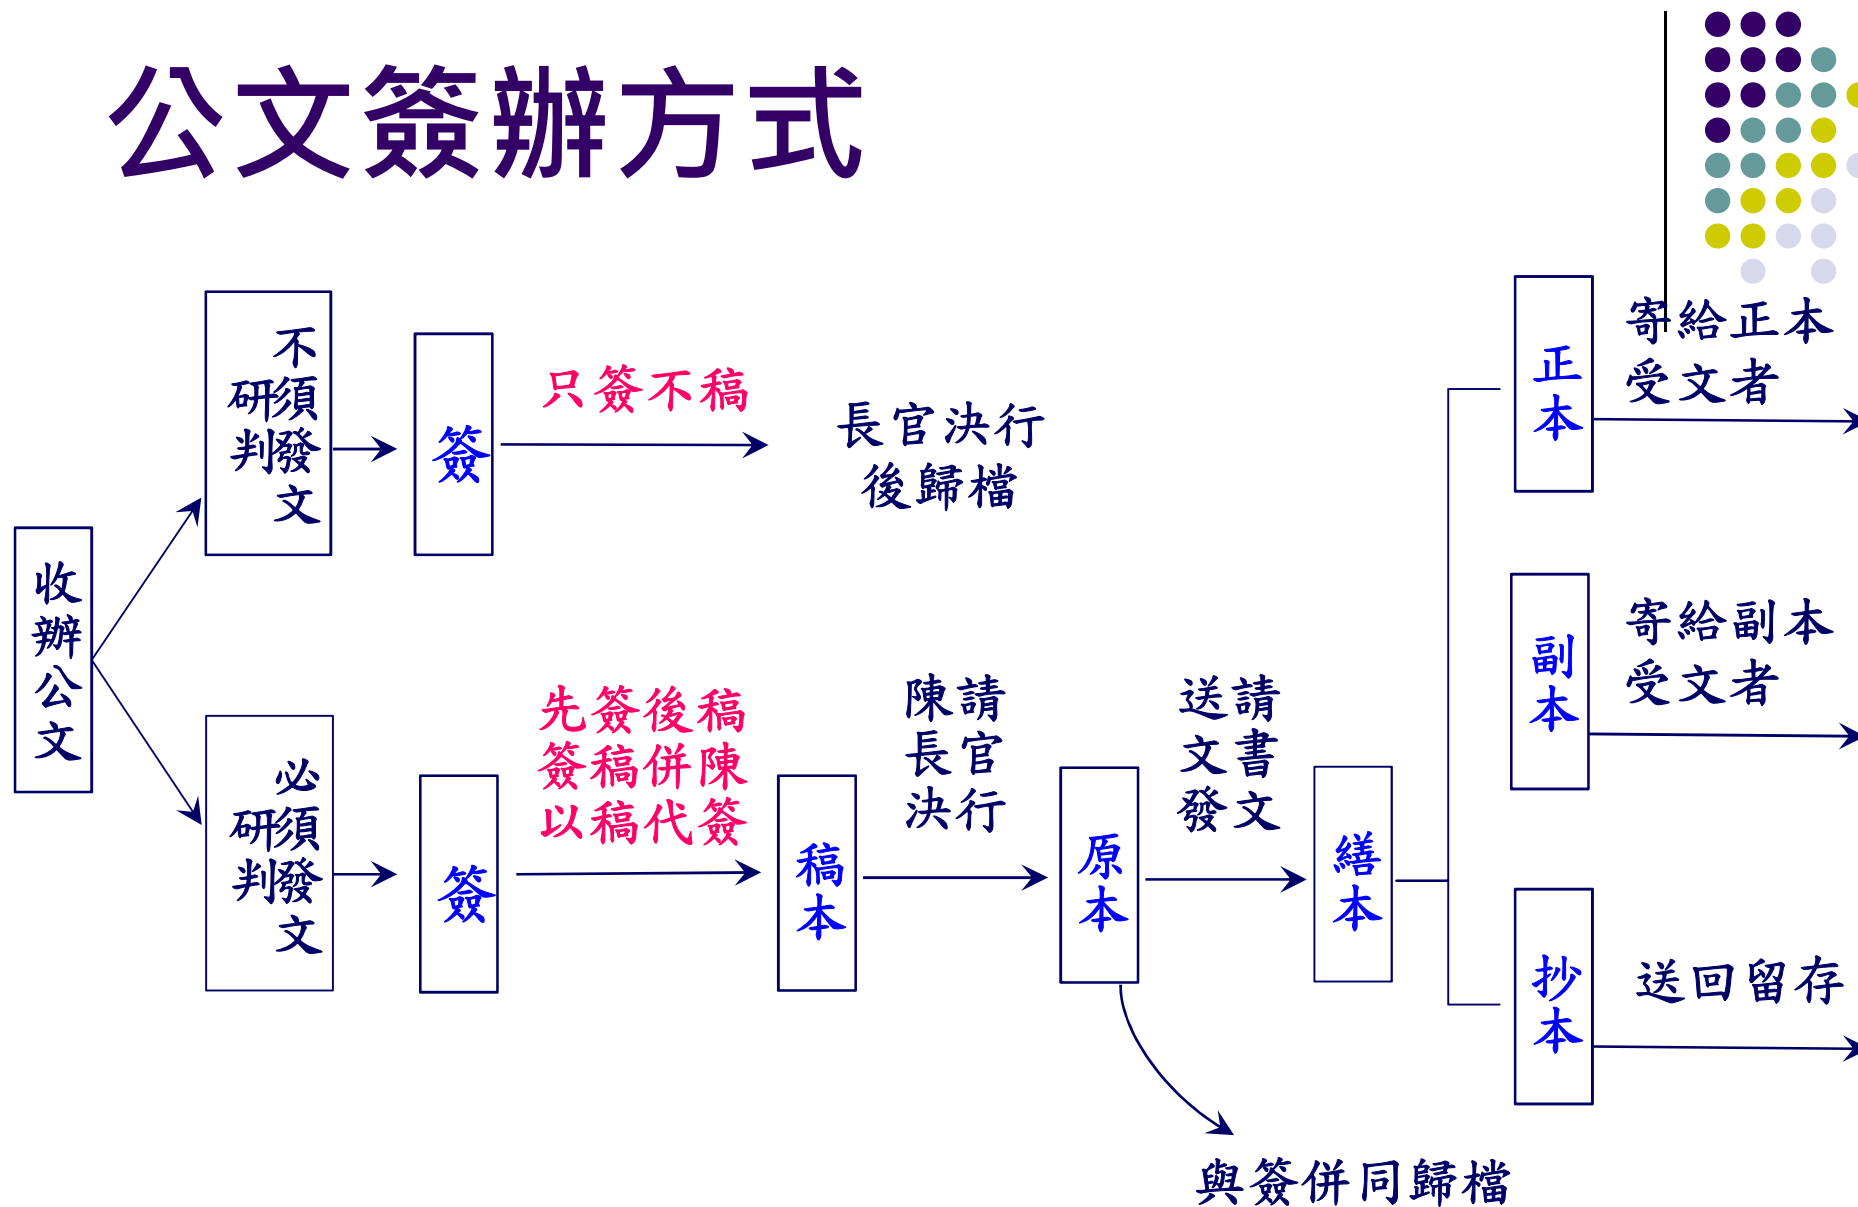 公文簽辦方式
收辦公文
研判
不須發文
簽
只簽不稿
長官決行
後歸檔
研判
必須發文
簽
先簽後稿
簽稿併陳
以稿代簽
稿本
陳請
長官
決行
原本
與簽併同歸檔
送請
文書
發文
繕本
正本
寄給正本
受文者
副本
寄給副本
受文者
抄本
送回留存